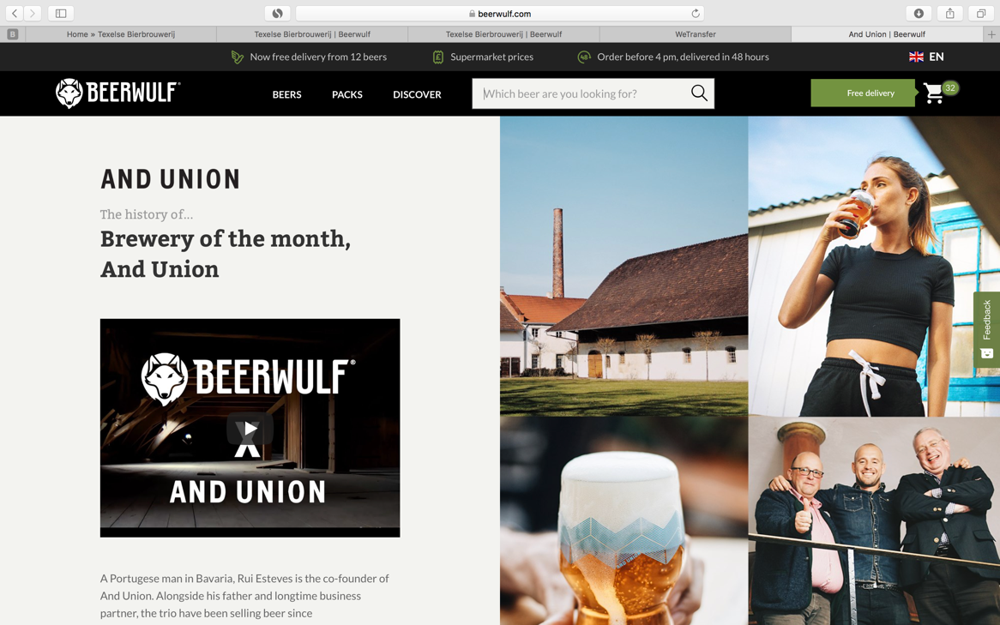 beerwulf.com
B
Home » Texelse Bierbrouwerij
Texelse Bierbrouwerij | Beerwulf
Texelse Bierbrouwerij | Beerwulf
WeTransfer
And Union | Beerwulf
Now free delivery from 12 beers
£
Supermarket prices
48
Order before 4 pm, delivered in 48 hours
EN
BEERWULF®
BEERS
PACKS
DISCOVER
Which beer are you looking for?
Free delivery
32
AND UNION
The history of...
Brewery of the month,
And Union
BEERWULF®
X
AND UNION
Feedback
A Portugese man in Bavaria, Rui Esteves is the co-founder of
And Union. Alongside his father and longtime business
partner, the trio have been selling beer since